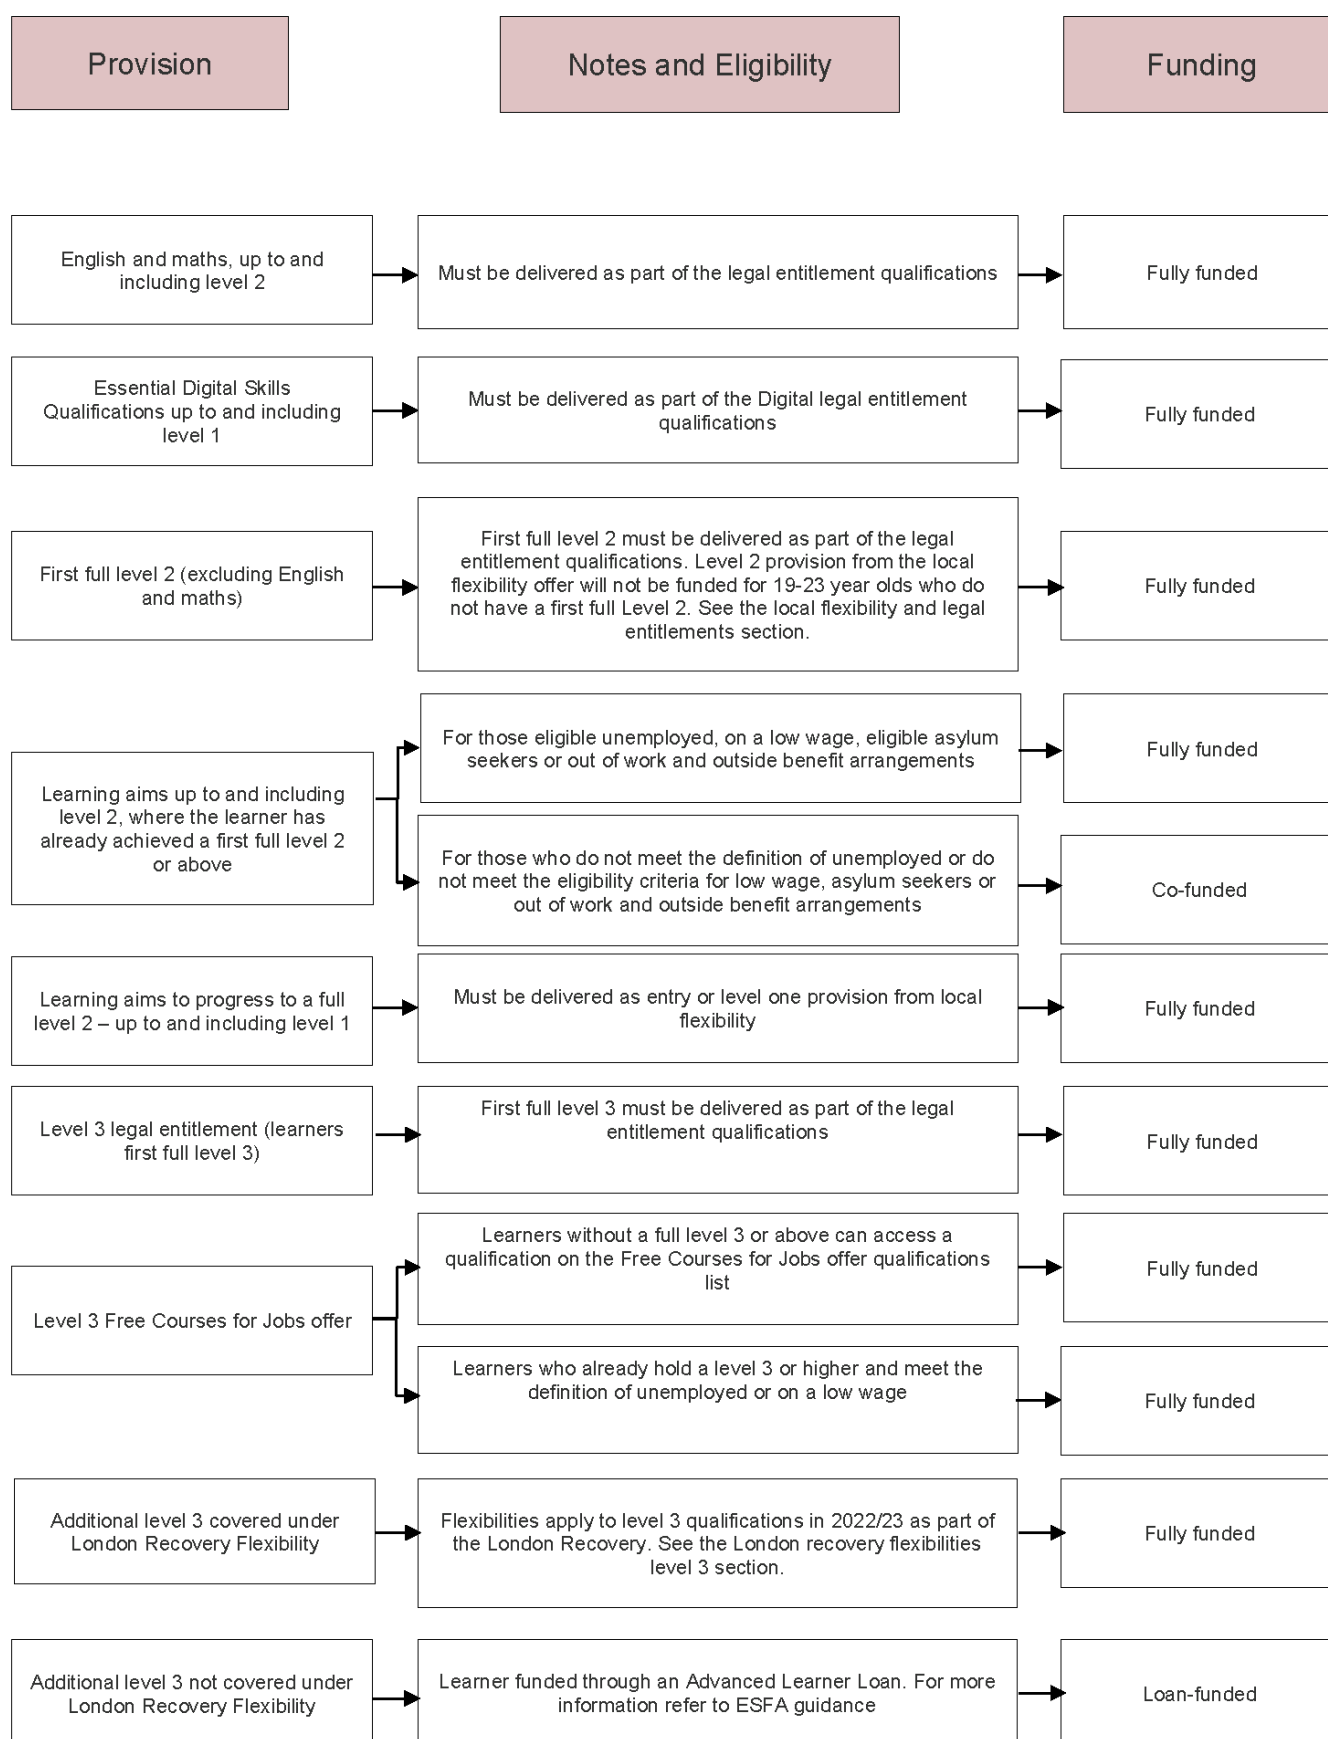 Provision
Notes and Eligibility
Funding
English and maths, up to and
including level 2
Must be delivered as part of the legal entitlement qualifications
Fully funded
Essential Digital Skills
Qualifications up to and including
level 1
Must be delivered as part of the Digital legal entitlement
qualifications
Fully funded
First full level 2 (excluding English
and maths)
First full level 2 must be delivered as part of the legal
entitlement qualifications. Level 2 provision from the local
flexibility offer will not be funded for 19-23 year olds who do
not have a first full Level 2. See the local flexibility and legal
entitlements section.
Fully funded
Learning aims up to and including
level 2, where the learner has
already achieved a first full level 2
or above
For those eligible unemployed, on a low wage, eligible asylum
seekers or out of work and outside benefit arrangements
Fully funded
For those who do not meet the definition of unemployed or do
not meet the eligibility criteria for low wage, asylum seekers or
out of work and outside benefit arrangements
Co-funded
Learning aims to progress to a full
level 2 – up to and including level 1
Must be delivered as entry or level one provision from local
flexibility
Fully funded
Level 3 legal entitlement (learners
first full level 3)
First full level 3 must be delivered as part of the legal
entitlement qualifications
Fully funded
Level 3 Free Courses for Jobs offer
Learners without a full level 3 or above can access a
qualification on the Free Courses for Jobs offer qualifications
list
Fully funded
Learners who already hold a level 3 or higher and meet the
definition of unemployed or on a low wage
Fully funded
Additional level 3 covered under
London Recovery Flexibility
Flexibilities apply to level 3 qualifications in 2022/23 as part of
the London Recovery. See the London recovery flexibilities
level 3 section.
Fully funded
Additional level 3 not covered under
London Recovery Flexibility
Learner funded through an Advanced Learner Loan. For more
information refer to ESFA guidance
Loan-funded